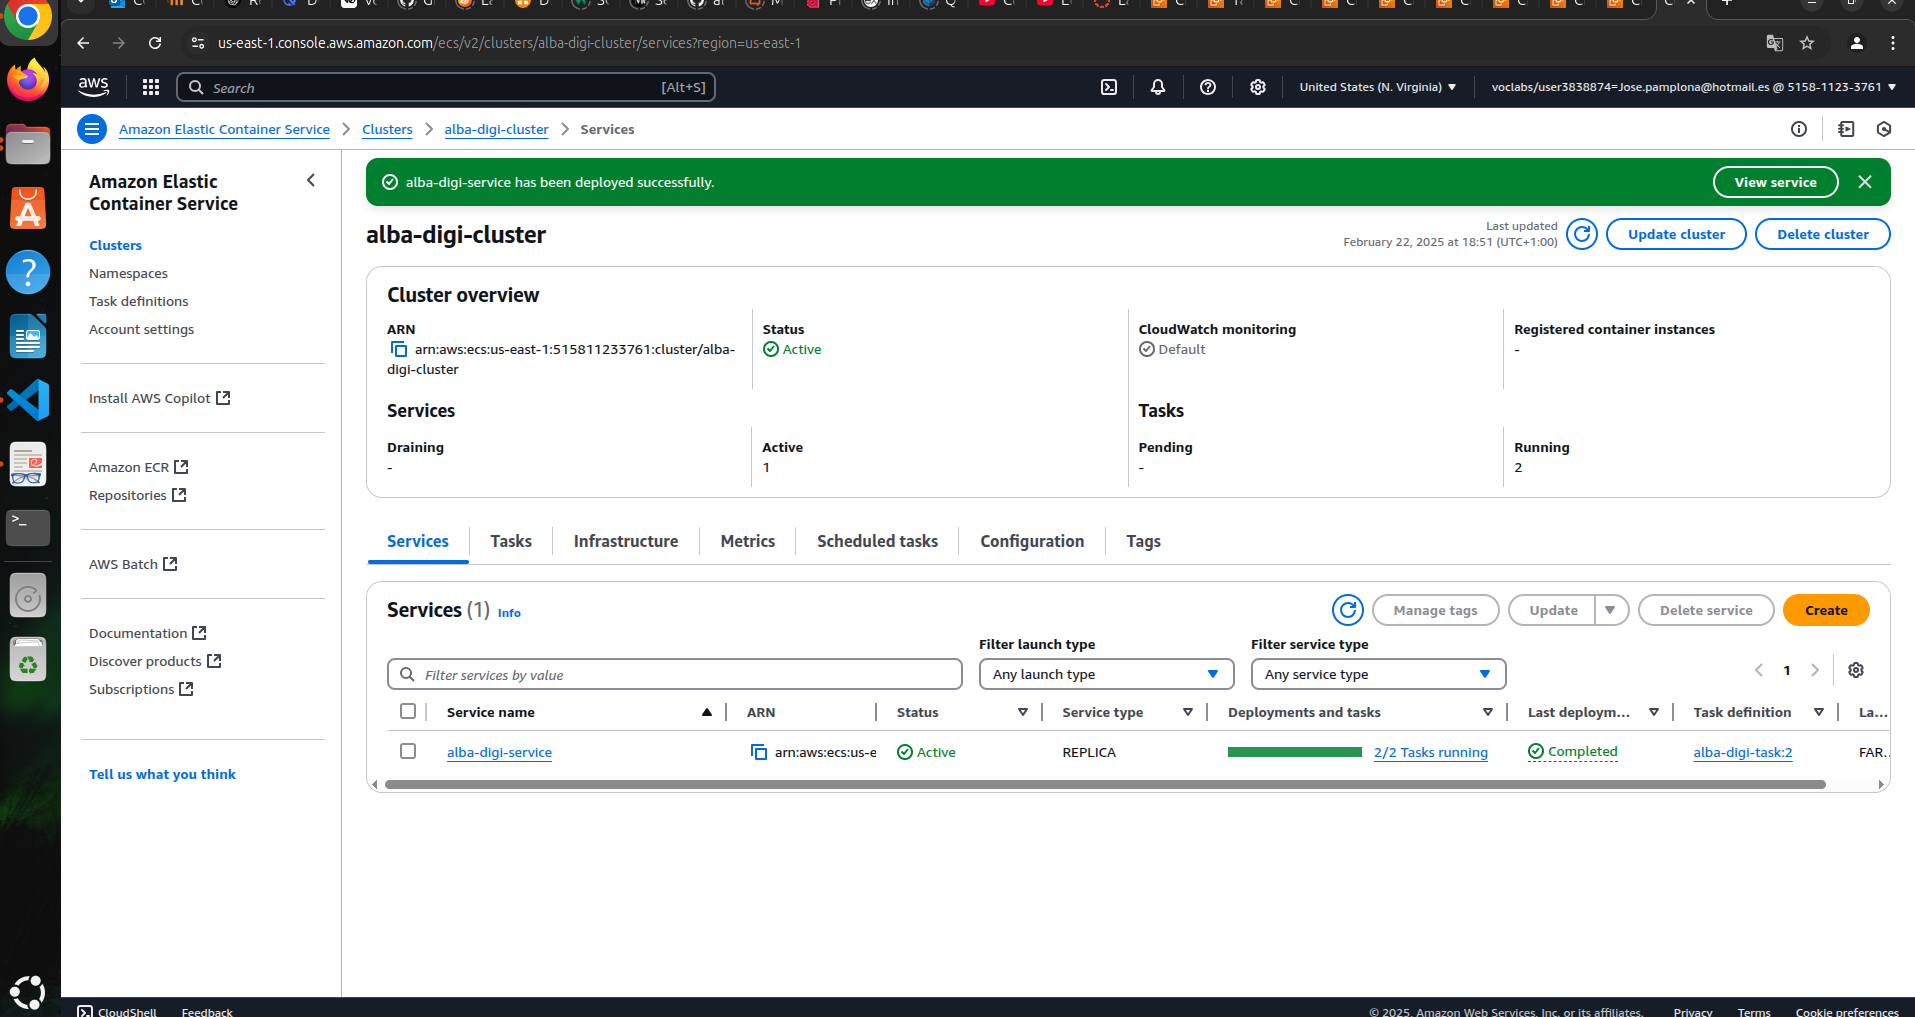 us-east-1.console.aws.amazon.com/ecs/v2/clusters/alba-digi-cluster/services?region=us-east-1
aws
Search
[Alt+S]
United States (N. Virginia)
voclabs/user3838874=Jose.pamplona@hotmail.es @ 5158-1123-3761
Amazon Elastic Container Service
Clusters
alba-digi-cluster
Services
Amazon Elastic
Container Service
Clusters
Namespaces
Task definitions
Account settings
Install AWS Copilot
Amazon ECR
Repositories
AWS Batch
Documentation
Discover products
Subscriptions
Tell us what you think
alba-digi-service has been deployed successfully.
View service
alba-digi-cluster
Last updated
February 22, 2025 at 18:51 (UTC+1:00)
Update cluster
Delete cluster
Cluster overview
ARN
arn:aws:ecs:us-east-1:515811233761:cluster/alba-
digi-cluster
Status
Active
CloudWatch monitoring
Default
Registered container instances
-
Services
Tasks
Draining
-
Active
1
Pending
-
Running
2
Services
Tasks
Infrastructure
Metrics
Scheduled tasks
Configuration
Tags
Services (1) Info
Manage tags
Update
Delete service
Create
Filter services by value
Filter launch type
Any launch type
Filter service type
Any service type
1
Service name
ARN
Status
Service type
Deployments and tasks
Last deploym...
Task definition
La...
alba-digi-service
arn:aws:ecs:us-e
Active
REPLICA
2/2 Tasks running
Completed
alba-digi-task:2
FAR...
CloudShell
Feedback
© 2025, Amazon Web Services, Inc. or its affiliates.
Privacy
Terms
Cookie preferences